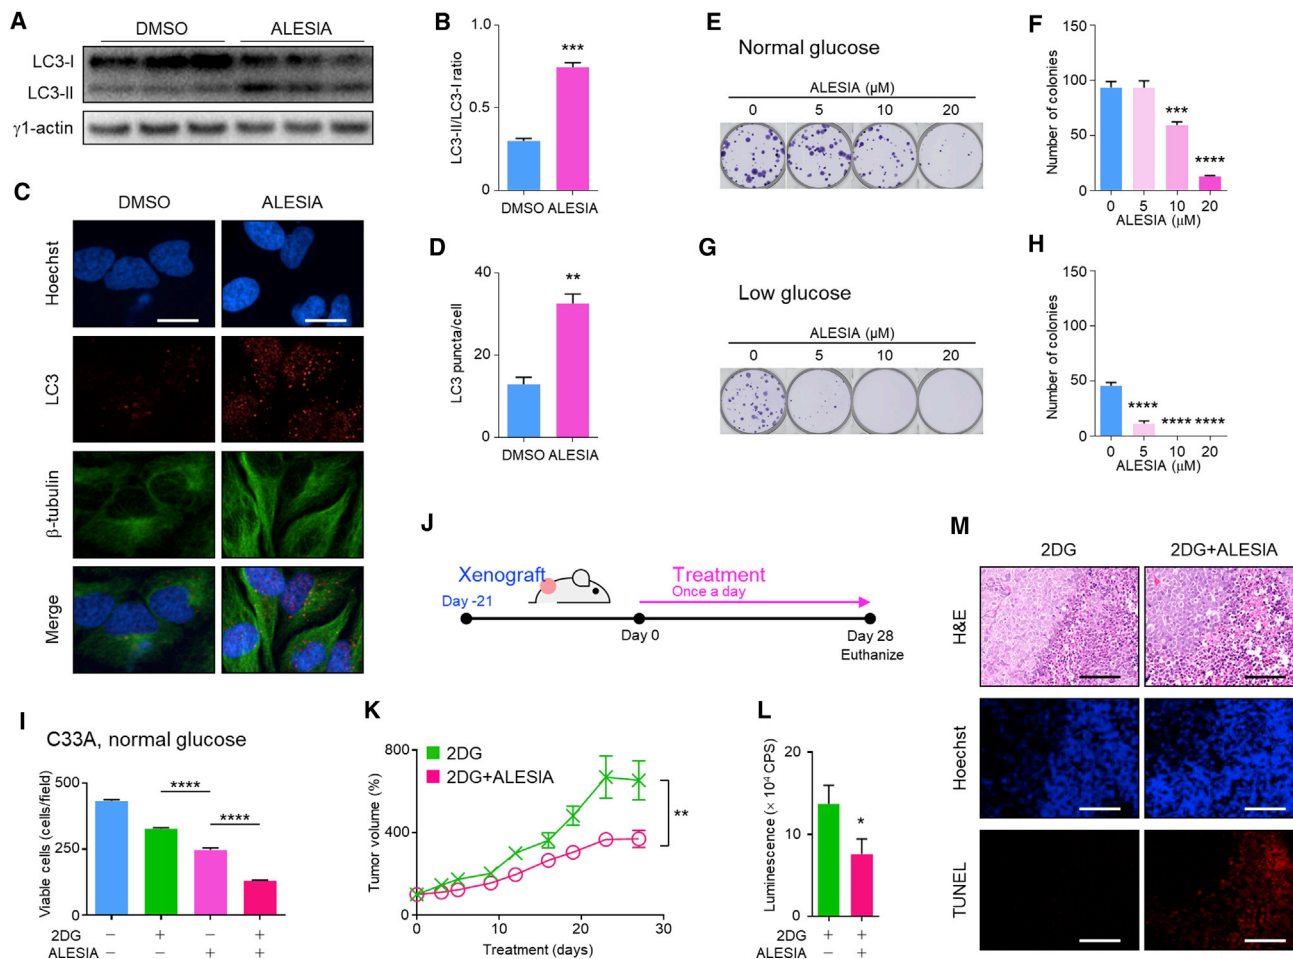 A
DMSO ALESIA
LC3-I
LC3-II
γ1-actin
B
LC3-II/LC3-I ratio
1.0
0.5
0
***
DMSO ALESIA
C
DMSO ALESIA
Hoechst
LC3
β-tubulin
Merge
D
LC3 puncta/cell
40
20
0
**
DMSO ALESIA
E
Normal glucose
ALESIA (μM)
0 5 10 20
F
Number of colonies
150
100
50
0
***
****
0 5 10 20
ALESIA (μM)
G
Low glucose
ALESIA (μM)
0 5 10 20
H
Number of colonies
150
100
50
0
**** **** ****
0 5 10 20
ALESIA (μM)
I
C33A, normal glucose
Viable cells (cells/field)
500
250
0
****
****
2DG − + − +
ALESIA − − + +
J
Xenograft
Day -21
Treatment
Once a day
Day 0
Day 28
Euthanize
K
Tumor volume (%)
800
400
0
2DG
2DG+ALESIA
**
0 10 20 30
Treatment (days)
L
Luminescence (× 10⁴ CPS)
20
10
0
*
2DG + +
ALESIA − +
M
2DG 2DG+ALESIA
H&E
Hoechst
TUNEL